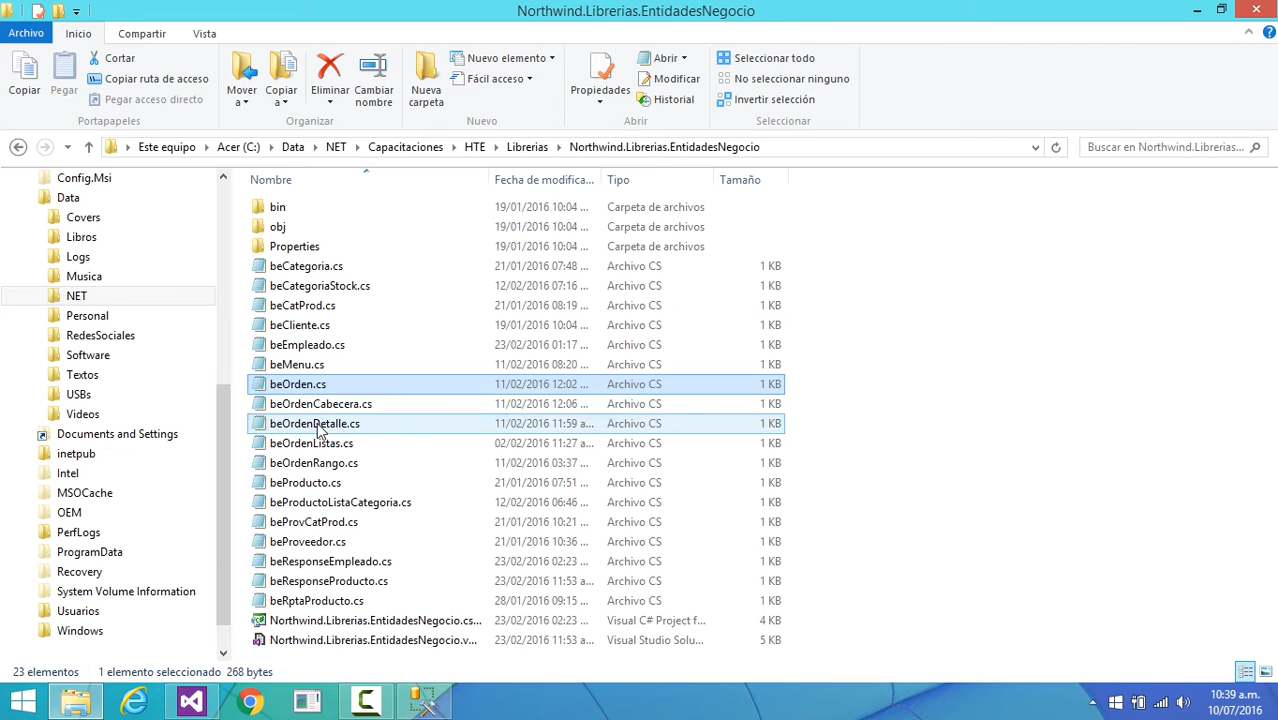 Northwind.Librerias.EntidadesNegocio
Archivo Inicio Compartir Vista
Copiar
Pegar
Cortar
Copiar ruta de acceso
Pegar acceso directo
Portapapeles
Mover a
Copiar a
Eliminar
Cambiar nombre
Organizar
Nueva carpeta
Nuevo elemento
Fácil acceso
Nuevo
Propiedades
Abrir
Modificar
Historial
Abrir
Seleccionar todo
No seleccionar ninguno
Invertir selección
Seleccionar
Este equipo Acer (C:) Data NET Capacitaciones HTE Librerias Northwind.Librerias.EntidadesNegocio
Buscar en Northwind.Librerias...
Config.Msi
Data
Covers
Libros
Logs
Musica
NET
Personal
RedesSociales
Software
Textos
USBs
Videos
Documents and Settings
inetpub
Intel
MSOCache
OEM
PerfLogs
ProgramData
Recovery
System Volume Information
Usuarios
Windows
Nombre Fecha de modifica... Tipo Tamaño
bin 19/01/2016 10:04 ... Carpeta de archivos
obj 19/01/2016 10:04 ... Carpeta de archivos
Properties 19/01/2016 10:04 ... Carpeta de archivos
beCategoria.cs 21/01/2016 07:48 ... Archivo CS 1 KB
beCategoriaStock.cs 12/02/2016 07:16 ... Archivo CS 1 KB
beCatProd.cs 21/01/2016 08:19 ... Archivo CS 1 KB
beCliente.cs 19/01/2016 10:04 ... Archivo CS 1 KB
beEmpleado.cs 23/02/2016 01:17 ... Archivo CS 1 KB
beMenu.cs 11/02/2016 08:20 ... Archivo CS 1 KB
beOrden.cs 11/02/2016 12:02 ... Archivo CS 1 KB
beOrdenCabecera.cs 11/02/2016 12:06 ... Archivo CS 1 KB
beOrdenDetalle.cs 11/02/2016 11:59 a... Archivo CS 1 KB
beOrdenListas.cs 02/02/2016 11:27 a... Archivo CS 1 KB
beOrdenRango.cs 11/02/2016 03:37 ... Archivo CS 1 KB
beProducto.cs 21/01/2016 07:51 ... Archivo CS 1 KB
beProductoListaCategoria.cs 12/02/2016 06:46 ... Archivo CS 1 KB
beProvCatProd.cs 21/01/2016 10:21 ... Archivo CS 1 KB
beProveedor.cs 21/01/2016 10:36 ... Archivo CS 1 KB
beResponseEmpleado.cs 23/02/2016 02:23 ... Archivo CS 1 KB
beResponseProducto.cs 23/02/2016 11:53 a... Archivo CS 1 KB
beRptaProducto.cs 28/01/2016 09:15 ... Archivo CS 1 KB
Northwind.Librerias.EntidadesNegocio.cs... 23/02/2016 02:23 ... Visual C# Project f... 4 KB
Northwind.Librerias.EntidadesNegocio.v... 23/02/2016 11:53 a... Visual Studio Solu... 5 KB
23 elementos 1 elemento seleccionado 268 bytes
10:39 a.m.
10/07/2016